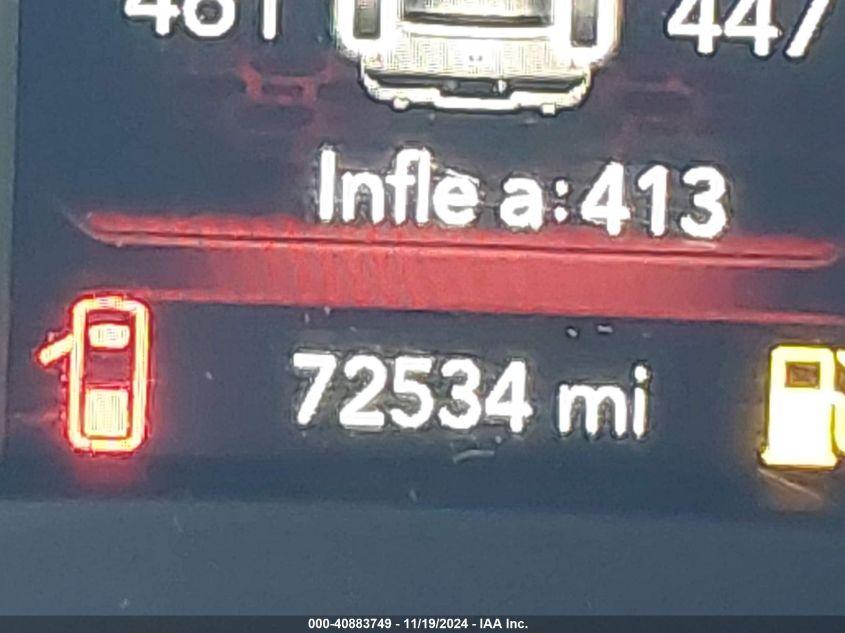 461 447
Infle a:413
72534 mi
000-40883749 - 11/19/2024 - IAA Inc.